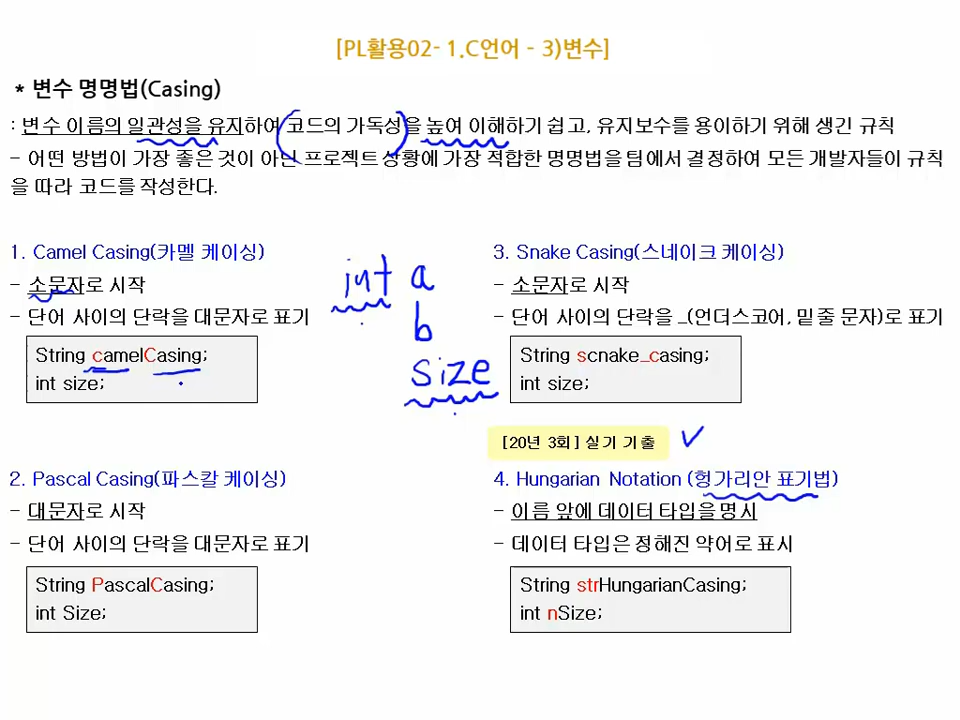 [PL활용02- 1.C언어 - 3)변수]
* 변수 명명법(Casing)
: 변수 이름의 일관성을 유지하여 코드의 가독성을 높여 이해하기 쉽고, 유지보수를 용이하기 위해 생긴 규칙
- 어떤 방법이 가장 좋은 것이 아닌 프로젝트 상황에 가장 적합한 명명법을 팀에서 결정하여 모든 개발자들이 규칙
을 따라 코드를 작성한다.
1. Camel Casing(카멜 케이싱)
- 소문자로 시작
- 단어 사이의 단락을 대문자로 표기
String camelCasing;
int size;
int a
b
size
2. Pascal Casing(파스칼 케이싱)
- 대문자로 시작
- 단어 사이의 단락을 대문자로 표기
String PascalCasing;
int Size;
3. Snake Casing(스네이크 케이싱)
- 소문자로 시작
- 단어 사이의 단락을 _(언더스코어, 밑줄 문자)로 표기
String scnake_casing;
int size;
[20년 3회] 실기 기출
4. Hungarian Notation (헝가리안 표기법)
- 이름 앞에 데이터 타입을 명시
- 데이터 타입은 정해진 약어로 표시
String strHungarianCasing;
int nSize;